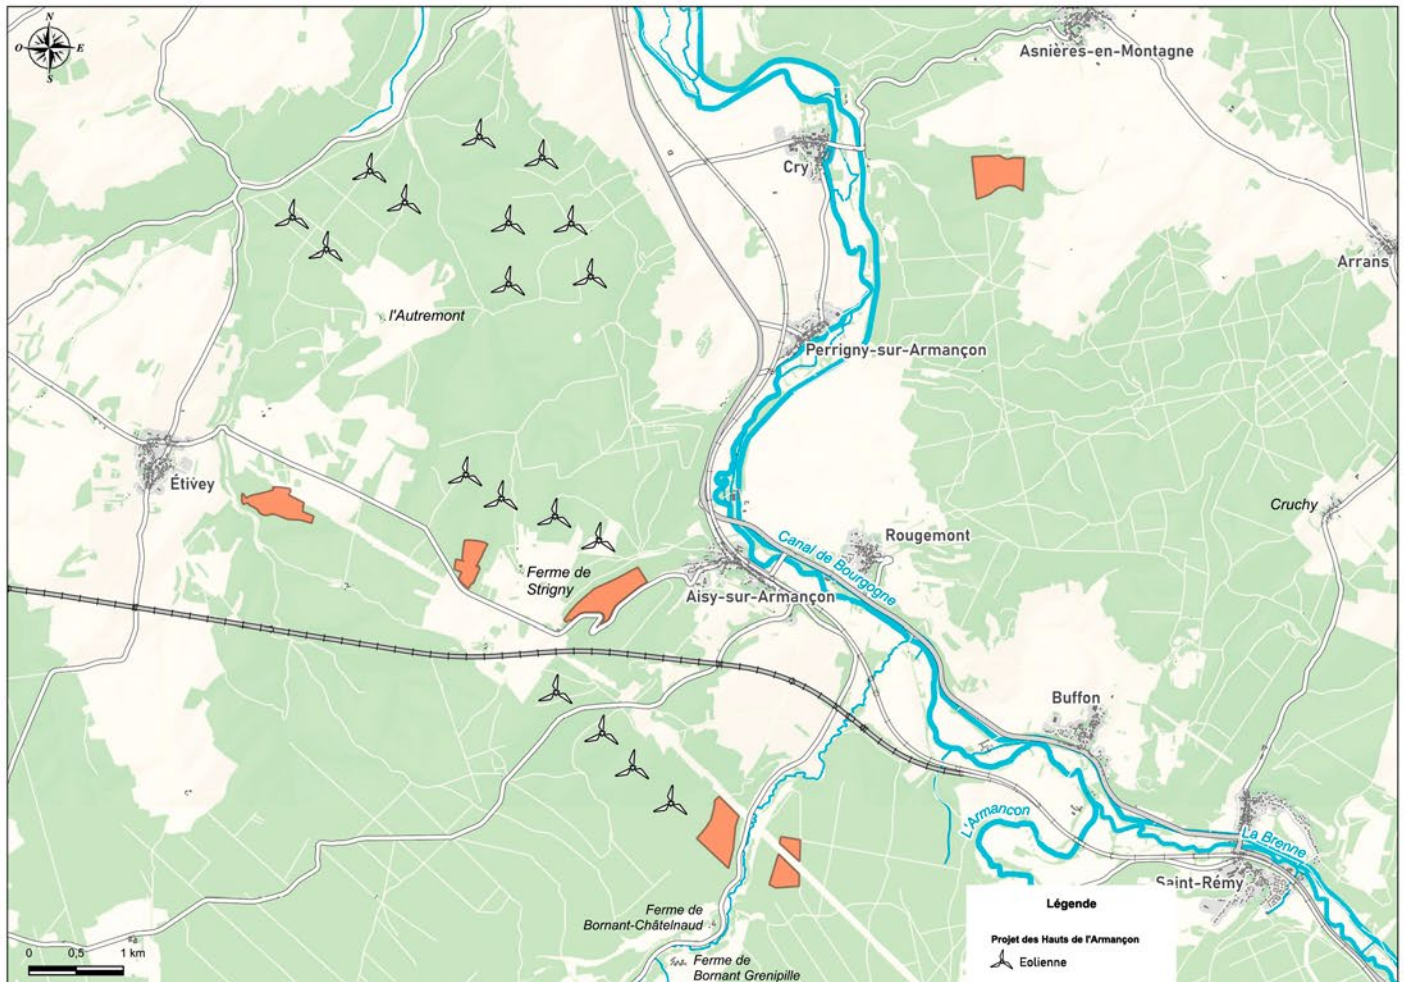 N
O
E
S
Asnières-en-Montagne
Cry
Arrans
l'Autremont
Perrigny-sur-Armançon
Étivey
Cruchy
Rougemont
Canal de Bourgogne
Ferme de
Strigny
Aisy-sur-Armançon
Buffon
L'Armançon
La Brenne
Saint-Rémy
Légende
Ferme de
Bornant-Châtelnaud
Projet des Hauts de l'Armançon
Eolienne
0 0,5 1 km
Ferme de
Bornant Grenipille